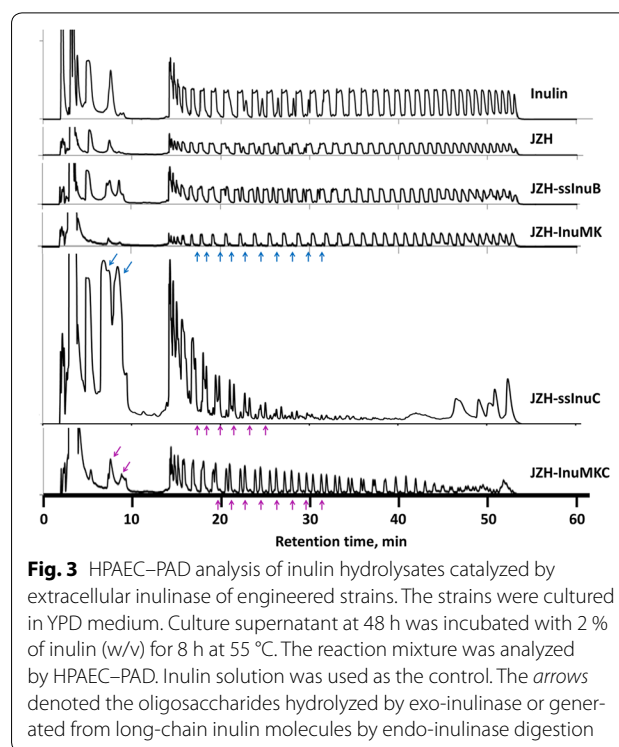 Inulin
JZH
JZH-ssInuB
JZH-InuMK
JZH-ssInuC
JZH-InuMKC
0 10 20 30 40 50 60
Retention time, min
Fig. 3 HPAEC–PAD analysis of inulin hydrolysates catalyzed by
extracellular inulinase of engineered strains. The strains were cultured
in YPD medium. Culture supernatant at 48 h was incubated with 2 %
of inulin (w/v) for 8 h at 55 °C. The reaction mixture was analyzed
by HPAEC–PAD. Inulin solution was used as the control. The arrows
denoted the oligosaccharides hydrolyzed by exo-inulinase or gener-
ated from long-chain inulin molecules by endo-inulinase digestion